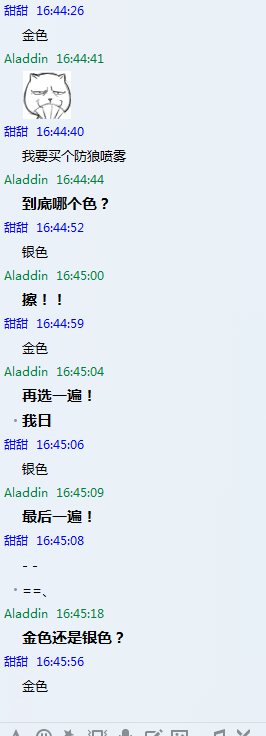 甜甜 16:44:26
金色
Aladdin 16:44:41
甜甜 16:44:40
我要买个防狼喷雾
Aladdin 16:44:44
到底哪个色？
甜甜 16:44:52
银色
Aladdin 16:45:00
擦！！
甜甜 16:44:59
金色
Aladdin 16:45:04
再选一遍！
我日
甜甜 16:45:06
银色
Aladdin 16:45:09
最后一遍！
甜甜 16:45:08
- -
==、
Aladdin 16:45:18
金色还是银色？
甜甜 16:45:56
金色